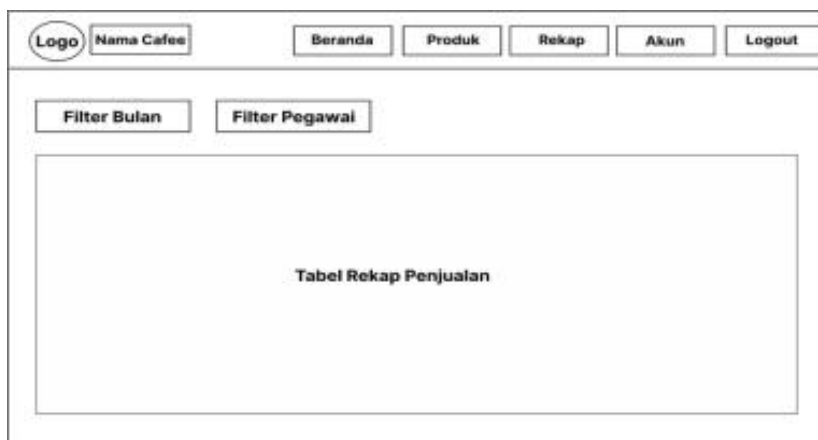 Logo Nama Cafee Beranda Produk Rekap Akun Logout
Filter Bulan Filter Pegawai
Tabel Rekap Penjualan